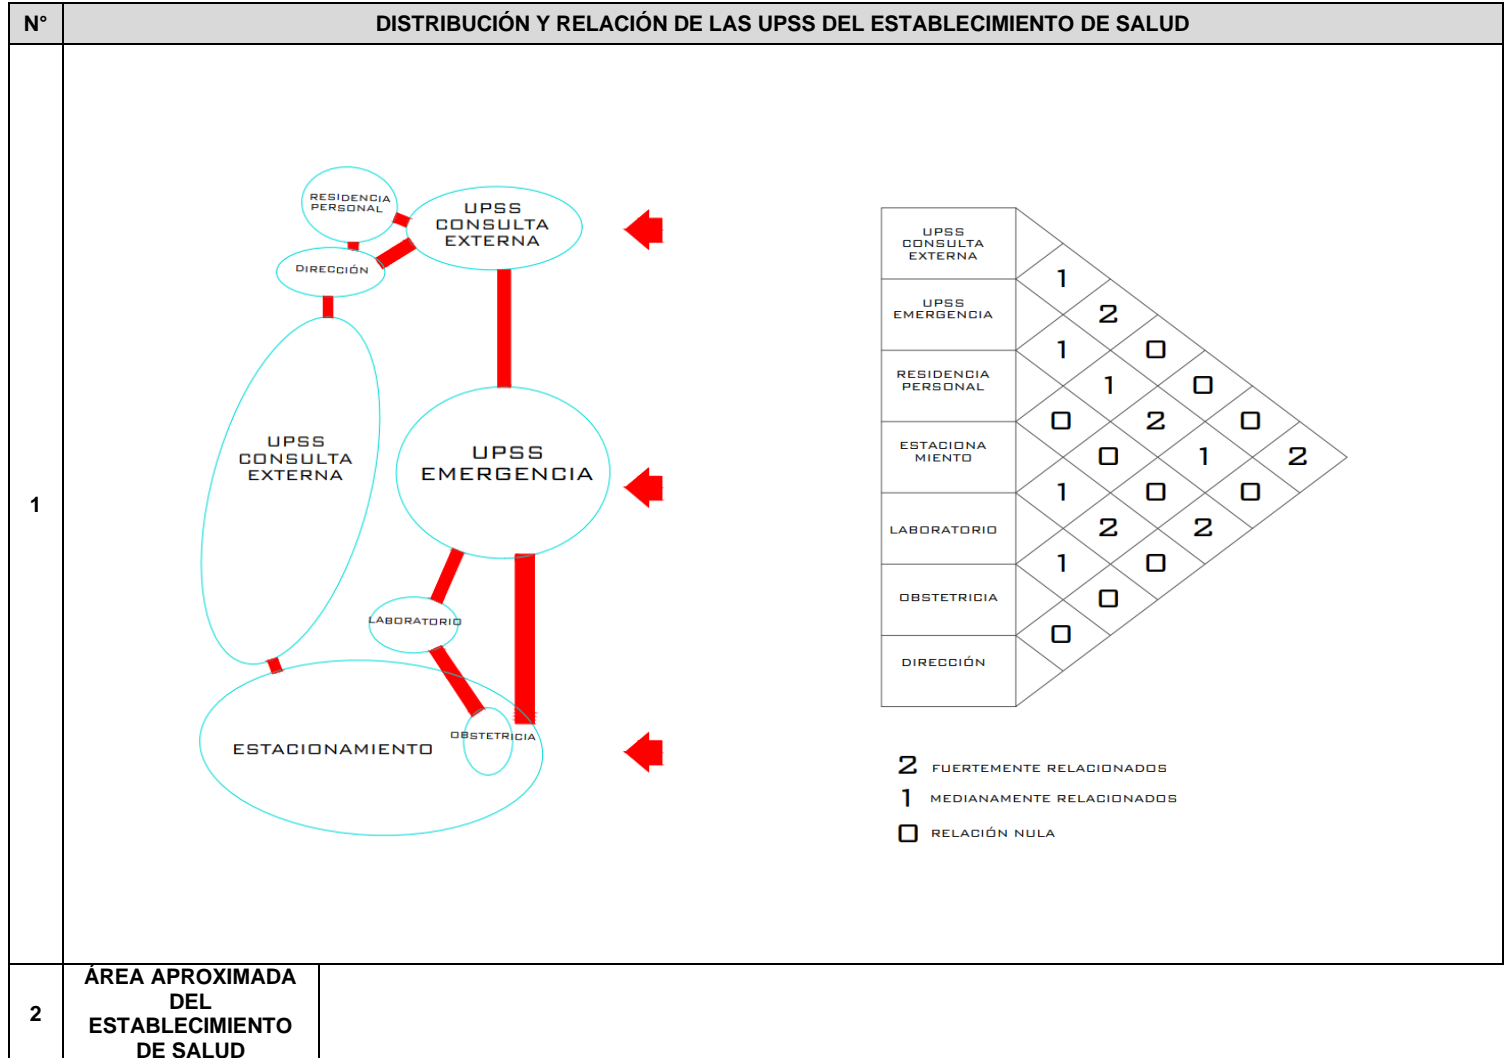 N°
DISTRIBUCIÓN Y RELACIÓN DE LAS UPSS DEL ESTABLECIMIENTO DE SALUD
1
RESIDENCIA
PERSONAL
UPSS
CONSULTA
EXTERNA
DIRECCIÓN
UPSS
CONSULTA
EXTERNA
UPSS
EMERGENCIA
LABORATORIO
OBSTETRICIA
ESTACIONAMIENTO
UPSS
CONSULTA
EXTERNA
UPSS
EMERGENCIA
RESIDENCIA
PERSONAL
ESTACIONA
MIENTO
LABORATORIO
OBSTETRICIA
DIRECCIÓN
1
2
1 0
1 0
0 2 0
0 1 2
1 0 0
2 2
1 0
0
0
2 FUERTEMENTE RELACIONADOS
1 MEDIANAMENTE RELACIONADOS
0 RELACIÓN NULA
2
ÁREA APROXIMADA
DEL
ESTABLECIMIENTO
DE SALUD